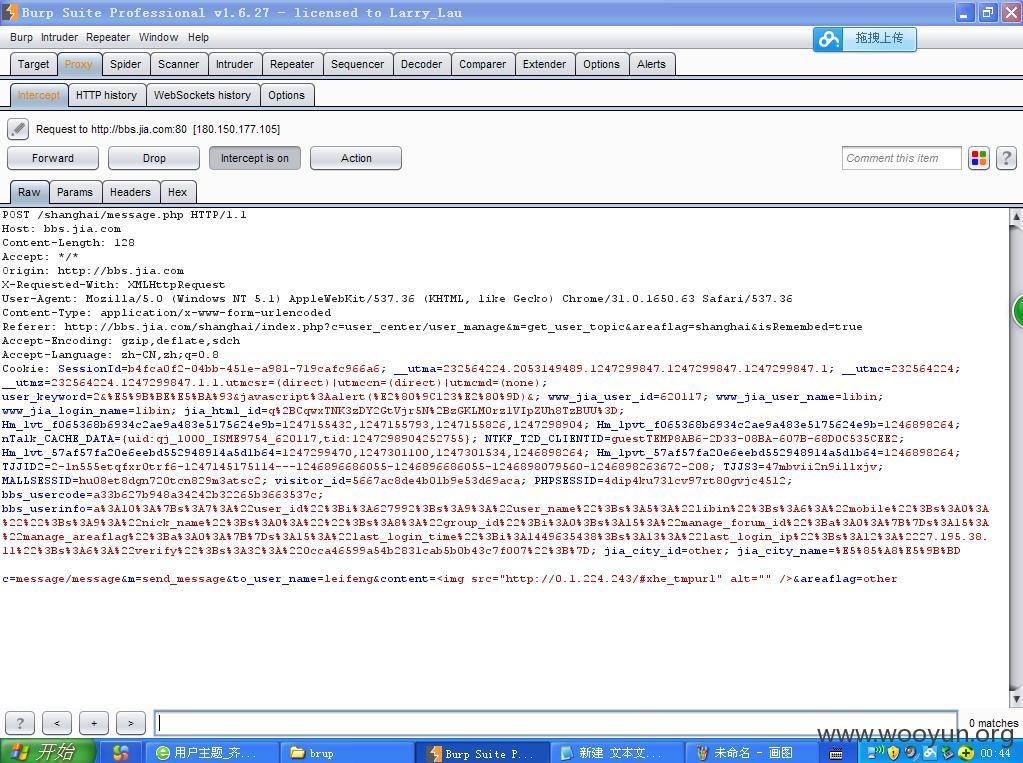 Burp Suite Professional v1.6.27 - licensed to Larry_Lau
Burp Intruder Repeater Window Help
拖拽上传
Target Proxy Spider Scanner Intruder Repeater Sequencer Decoder Comparer Extender Options Alerts
Intercept HTTP history WebSockets history Options
Request to http://bbs.jia.com:80 [180.150.177.105]
Forward Drop Intercept is on Action Comment this item ?
Raw Params Headers Hex
POST /shanghai/message.php HTTP/1.1
Host: bbs.jia.com
Content-Length: 128
Accept: */*
Origin: http://bbs.jia.com
X-Requested-With: XMLHttpRequest
User-Agent: Mozilla/5.0 (Windows NT 5.1) AppleWebKit/537.36 (KHTML, like Gecko) Chrome/31.0.1650.63 Safari/537.36
Content-Type: application/x-www-form-urlencoded
Referer: http://bbs.jia.com/shanghai/index.php?c=user_center/user_manage&m=get_user_topic&areaflag=shanghai&isRemembed=true
Accept-Encoding: gzip,deflate,sdch
Accept-Language: zh-CN,zh;q=0.8
Cookie: SessionId=b4fca0f2-04bb-451e-a981-719cafc966a6; __utma=232564224.2053149489.1247299847.1247299847.1247299847.1; __utmc=232564224;
__utmz=232564224.1247299847.1.1.utmcsr=(direct)|utmccn=(direct)|utmcmd=(none);
user_keyword=2&%E5%9B%BE%E5%BA%93&javascript%3Aalert(%E2%80%9C123%E2%80%9D)&; www_jia_user_id=620117; www_jia_user_name=libin;
www_jia_login_name=libin; jia_html_id=q%2BCqwxTNK3zDY2GtVjr5N%2BzGKLM0rzlVIpZUh8TzBUU%3D;
Hm_lvt_f065368b6934c2ae9a483e5175624e9b=1247155432,1247155793,1247155826,1247298904; Hm_lpvt_f065368b6934c2ae9a483e5175624e9b=1246898264;
nTalk_CACHE_DATA={uid:qj_1000_ISME9754_620117,tid:1247298904252755}; NTKF_T2D_CLIENTID=guestTEMP8AB6-2D33-08BA-607B-68D0C535CEE2;
Hm_lvt_57af57fa20e6eebd552948914a5d1b64=1247299470,1247301100,1247301534,1246898264; Hm_lpvt_57af57fa20e6eebd552948914a5d1b64=1246898264;
TJJID2=2-1n555etqfxr0trf6-1247145175114---1246896686055-1246896686055-1246898079560-1246898263672-208; TJJS3=47mbvii2n9i1lxjv;
MALLSESSID=hu08et8dgn720tcn829m3atsc2; visitor_id=5667ac8de4b01b9e53d69aca; PHPSESSID=4dip4ku731cv97rt80gvjc4512;
bbs_usercode=a33b627b948a34242b32265b3663537c;
bbs_userinfo=a%3A10%3A%7Bs%3A7%3A%22user_id%22%3Bi%3A627992%3Bs%3A9%3A%22user_name%22%3Bs%3A5%3A%22libin%22%3Bs%3A6%3A%22mobile%22%3Bs%3A0%3A
%22%22%3Bs%3A9%3A%22nick_name%22%3Bs%3A0%3A%22%22%3Bs%3A8%3A%22group_id%22%3Bi%3A0%3Bs%3A15%3A%22manage_forum_id%22%3Ba%3A0%3A%7B%7Ds%3A15%3A
%22manage_areaflag%22%3Ba%3A0%3A%7B%7Ds%3A15%3A%22last_login_time%22%3Bi%3A1449635438%3Bs%3A13%3A%22last_login_ip%22%3Bs%3A12%3A%227.195.38.
11%22%3Bs%3A6%3A%22verify%22%3Bs%3A32%3A%220cca46599a54b2831cab5b0b43c7f007%22%3B%7D; jia_city_id=other; jia_city_name=%E5%85%A8%E5%9B%BD
c=message/message&m=send_message&to_user_name=leifeng&content=<img src="http://0.1.224.243/#xhe_tmpurl" alt="" />&areaflag=other
? < + > 0 matches
www.wooyun.org
开始 用户主题_齐... brup Burp Suite P... 新建 文本文... 未命名 - 画图 00:44